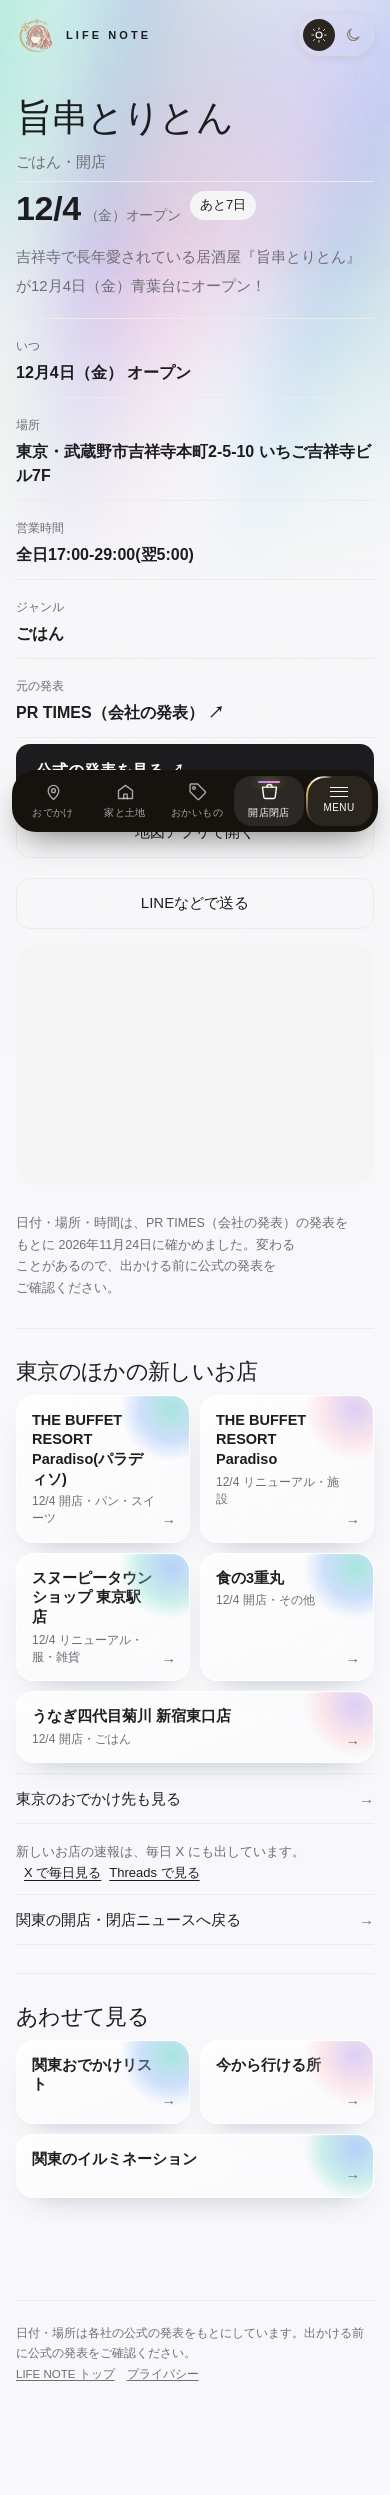 LIFE NOTE
旨串とりとん
ごはん・開店
12/4 （金）オープン あと7日
吉祥寺で長年愛されている居酒屋『旨串とりとん』
が12月4日（金）青葉台にオープン！
いつ
12月4日（金） オープン
場所
東京・武蔵野市吉祥寺本町2-5-10 いちご吉祥寺ビ
ル7F
営業時間
全日17:00-29:00(翌5:00)
ジャンル
ごはん
元の発表
PR TIMES（会社の発表） ↗
公式の発表を見る ↗
おでかけ 家と土地 おかいもの 開店閉店 MENU
地図アプリで開く
LINEなどで送る
日付・場所・時間は、PR TIMES（会社の発表）の発表を
もとに 2026年11月24日に確かめました。変わる
ことがあるので、出かける前に公式の発表を
ご確認ください。
東京のほかの新しいお店
THE BUFFET
RESORT
Paradiso(パラデ
ィソ)
12/4 開店・パン・スイ
ーツ
→
THE BUFFET
RESORT
Paradiso
12/4 リニューアル・施
設
→
スヌーピータウン
ショップ 東京駅
店
12/4 リニューアル・
服・雑貨
→
食の3重丸
12/4 開店・その他
→
うなぎ四代目菊川 新宿東口店
12/4 開店・ごはん
→
東京のおでかけ先も見る →
新しいお店の速報は、毎日 X にも出しています。
X で毎日見る Threads で見る
関東の開店・閉店ニュースへ戻る →
あわせて見る
関東おでかけリス
ト
→
今から行ける所
→
関東のイルミネーション
→
日付・場所は各社の公式の発表をもとにしています。出かける前
に公式の発表をご確認ください。
LIFE NOTE トップ プライバシー